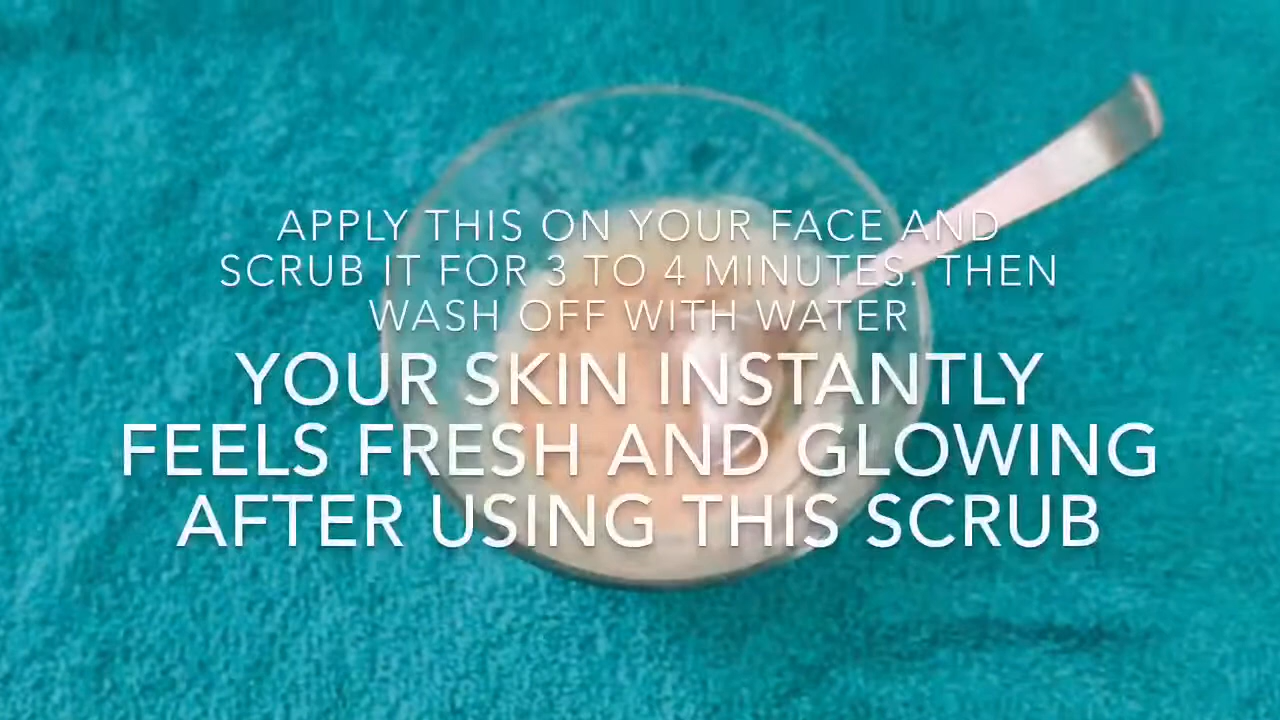 APPLY THIS ON YOUR FACE AND
SCRUB IT FOR 3 TO 4 MINUTES. THEN
WASH OFF WITH WATER
YOUR SKIN INSTANTLY
FEELS FRESH AND GLOWING
AFTER USING THIS SCRUB